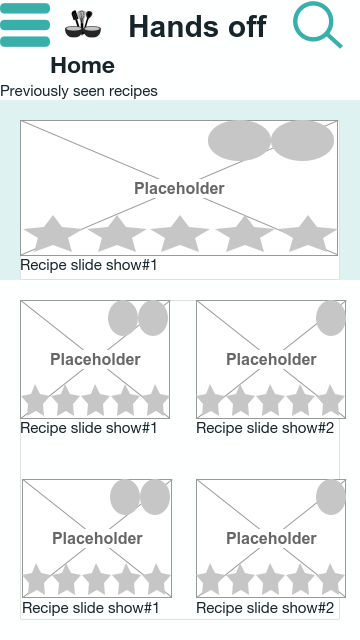 Hands off
Home
Previously seen recipes
Placeholder
Recipe slide show#1
Placeholder
Placeholder
Recipe slide show#1
Recipe slide show#2
Placeholder
Placeholder
Recipe slide show#1
Recipe slide show#2